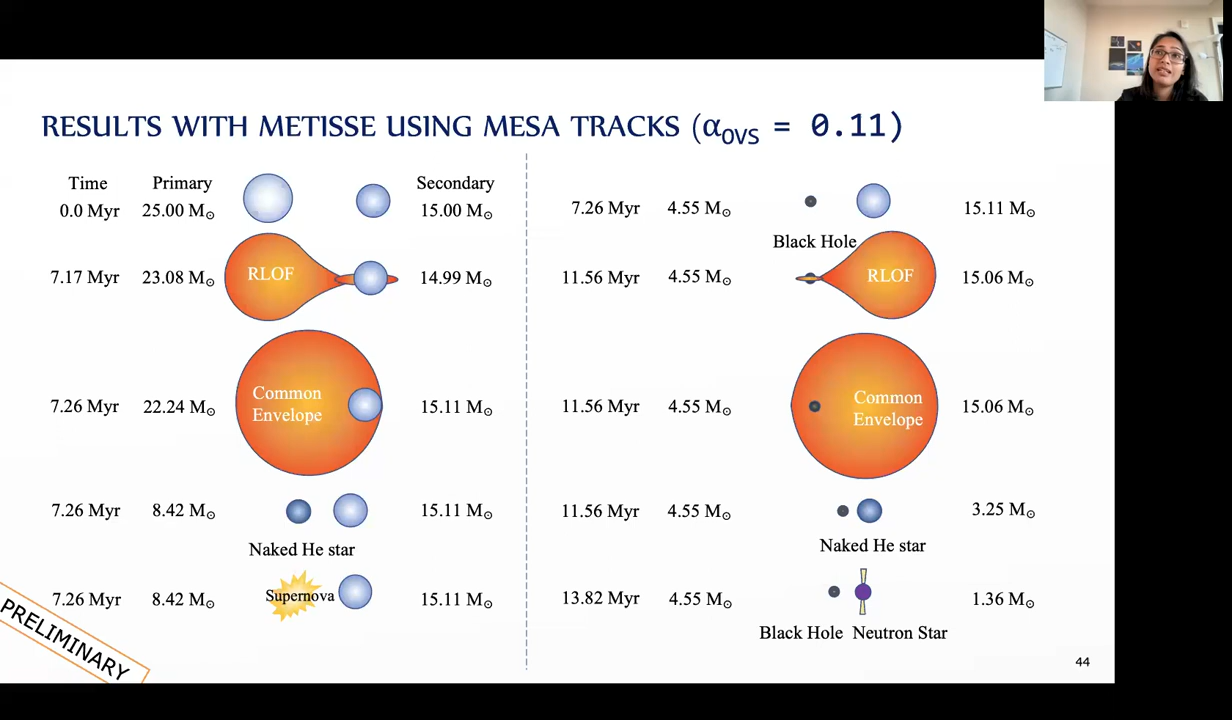 RESULTS WITH METISSE USING MESA TRACKS (αOVS = 0.11)
Time Primary Secondary
0.0 Myr 25.00 M⊙ 15.00 M⊙
7.17 Myr 23.08 M⊙ RLOF 14.99 M⊙
7.26 Myr 22.24 M⊙ Common Envelope 15.11 M⊙
7.26 Myr 8.42 M⊙ 15.11 M⊙
Naked He star
7.26 Myr 8.42 M⊙ Supernova 15.11 M⊙
7.26 Myr 4.55 M⊙ 15.11 M⊙
Black Hole
11.56 Myr 4.55 M⊙ RLOF 15.06 M⊙
11.56 Myr 4.55 M⊙ Common Envelope 15.06 M⊙
11.56 Myr 4.55 M⊙ 3.25 M⊙
Naked He star
13.82 Myr 4.55 M⊙ 1.36 M⊙
Black Hole Neutron Star
PRELIMINARY
44